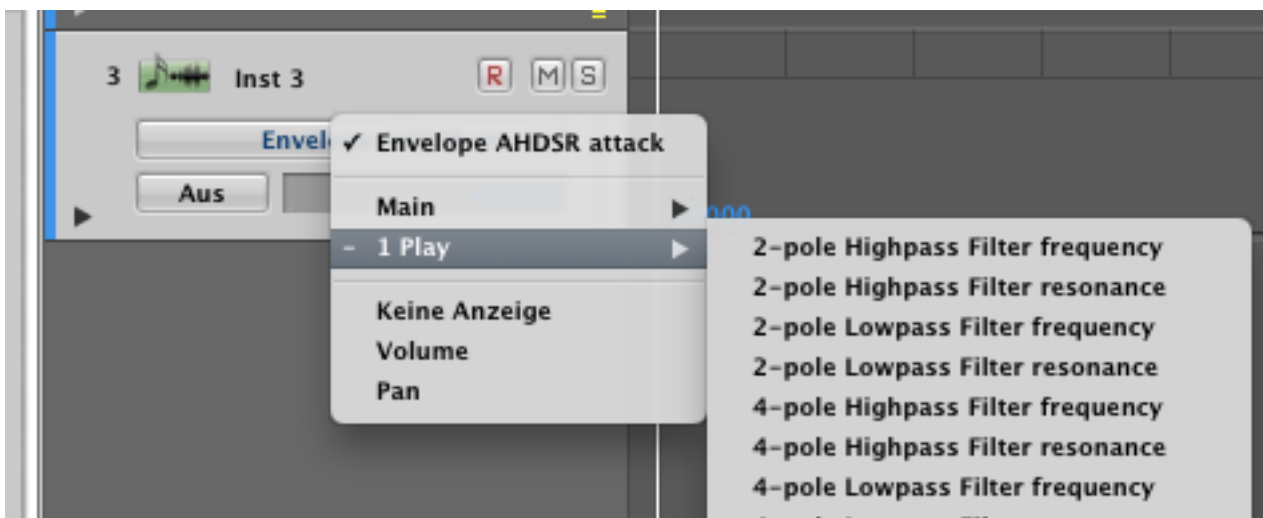 3 Inst 3 R M S
Envel
Aus
✓ Envelope AHDSR attack
Main
– 1 Play
Keine Anzeige
Volume
Pan
000
2-pole Highpass Filter frequency
2-pole Highpass Filter resonance
2-pole Lowpass Filter frequency
2-pole Lowpass Filter resonance
4-pole Highpass Filter frequency
4-pole Highpass Filter resonance
4-pole Lowpass Filter frequency